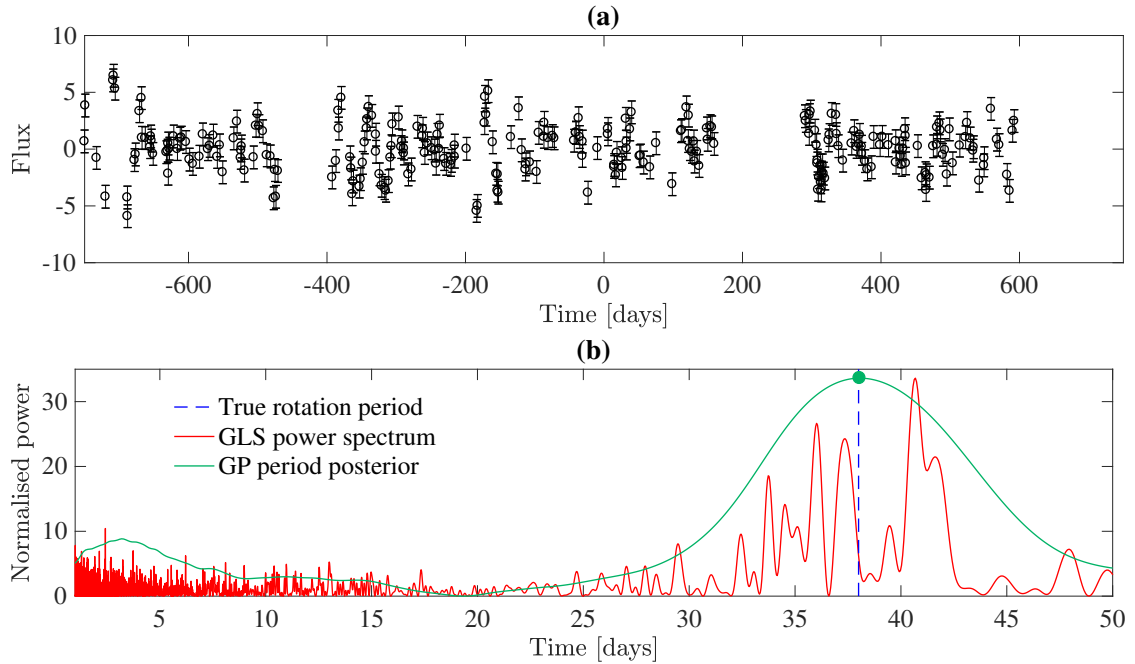 (a)
10
5
0
-5
-10
Flux
-600
-400
-200
0
200
400
600
Time [days]
(b)
30
20
10
0
Normalised power
True rotation period
GLS power spectrum
GP period posterior
5
10
15
20
25
30
35
40
45
50
Time [days]